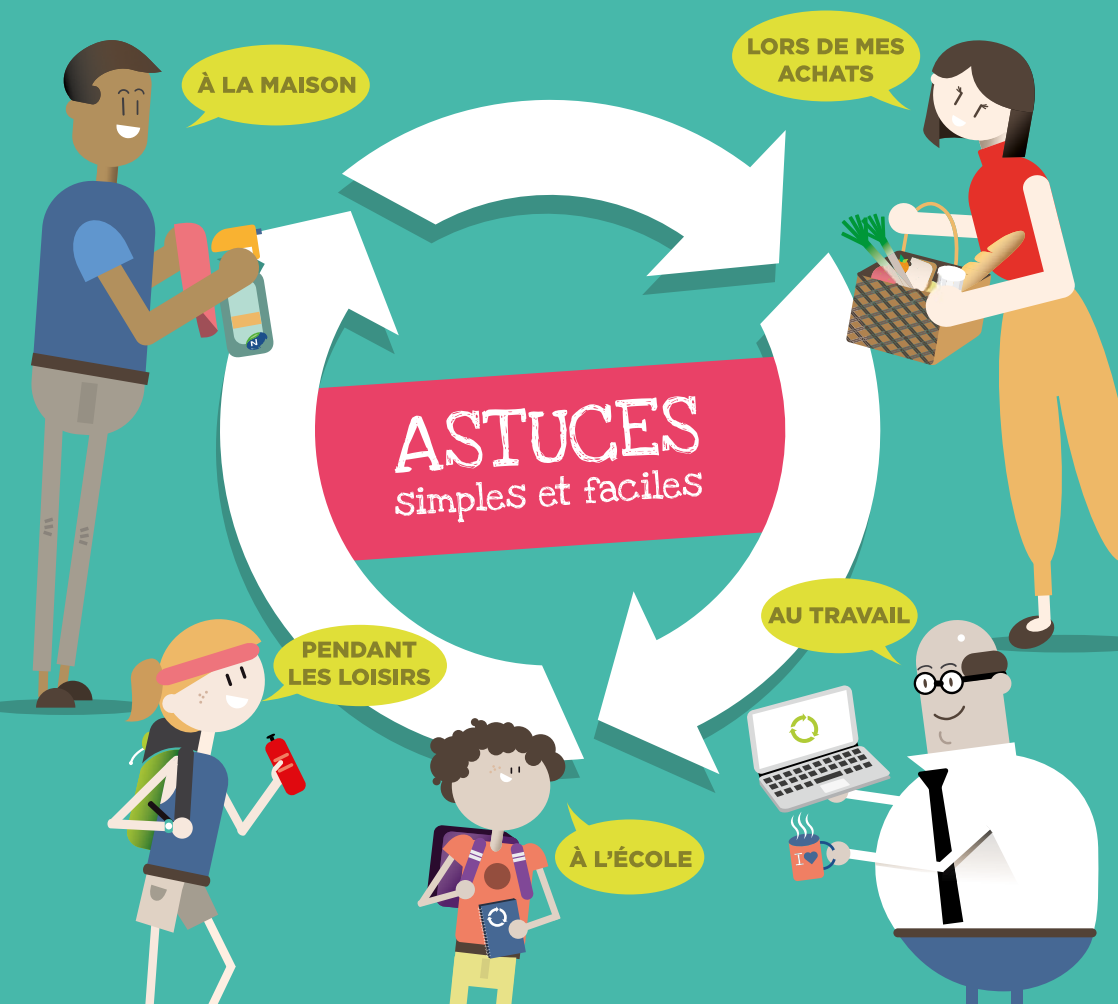 À LA MAISON
LORS DE MES
ACHATS
N
ASTUCES
simples et faciles
AU TRAVAIL
PENDANT
LES LOISIRS
I
À L'ÉCOLE